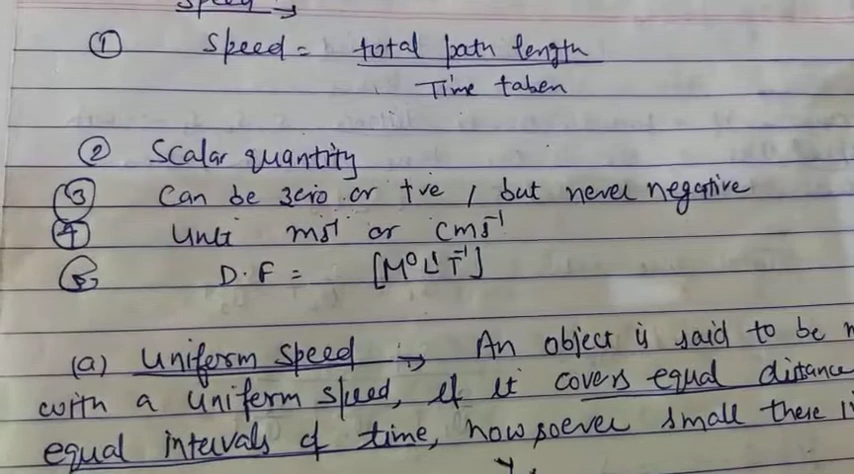 Speed →
① Speed = total path length
Time taken
② Scalar quantity
③ Can be zero or +ve, but never negative
④ Unit ms⁻¹ or cms⁻¹
⑤ D.F = [M⁰L¹T⁻¹]
(a) Uniform Speed → An object is said to be
with a uniform speed, if it covers equal distance
equal intervals of time, howsoever small these